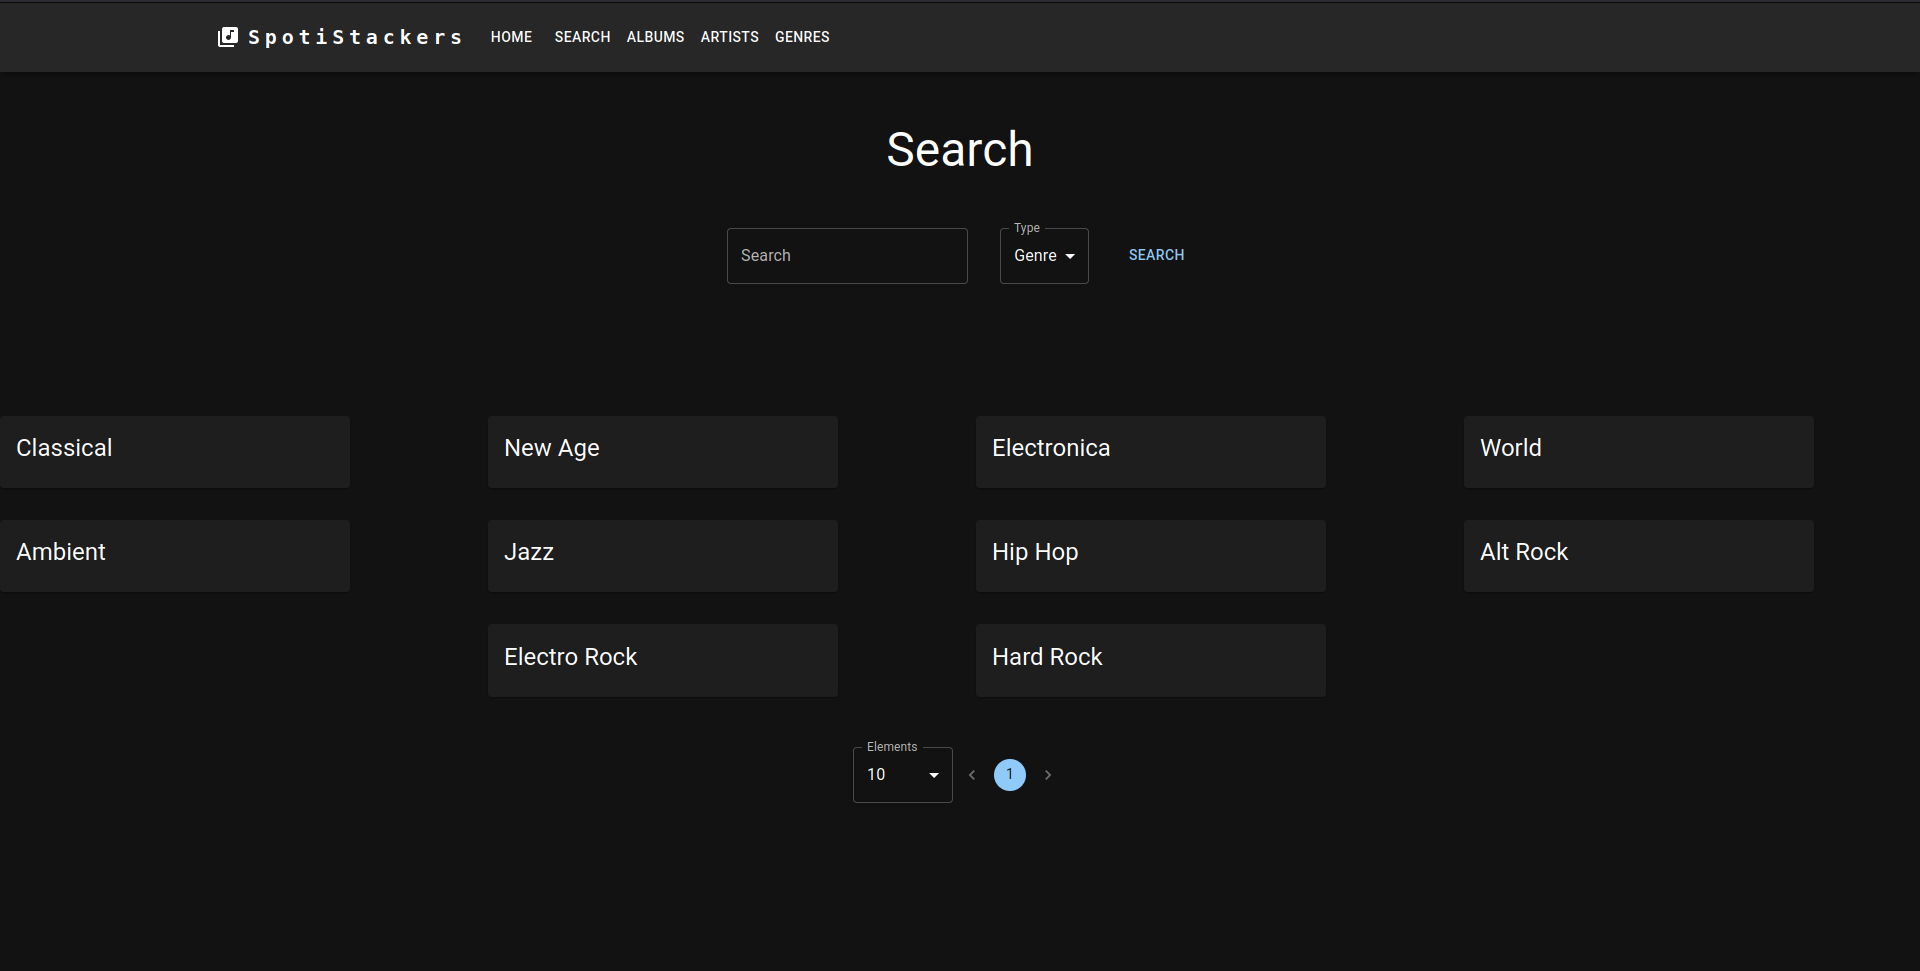 SpotiStackers HOME SEARCH ALBUMS ARTISTS GENRES
Search
Type
Search Genre SEARCH
Classical New Age Electronica World
Ambient Jazz Hip Hop Alt Rock
Electro Rock Hard Rock
Elements
10 1